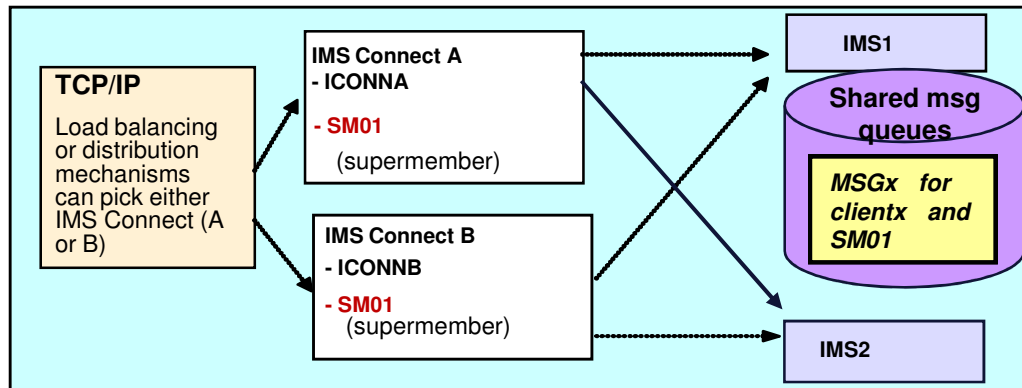 TCP/IP
Load balancing
or distribution
mechanisms
can pick either
IMS Connect (A
or B)
IMS Connect A
- ICONNA
- SM01
(supermember)
IMS Connect B
- ICONNB
- SM01
(supermember)
IMS1
Shared msg
queues
MSGx for
clientx and
SM01
IMS2